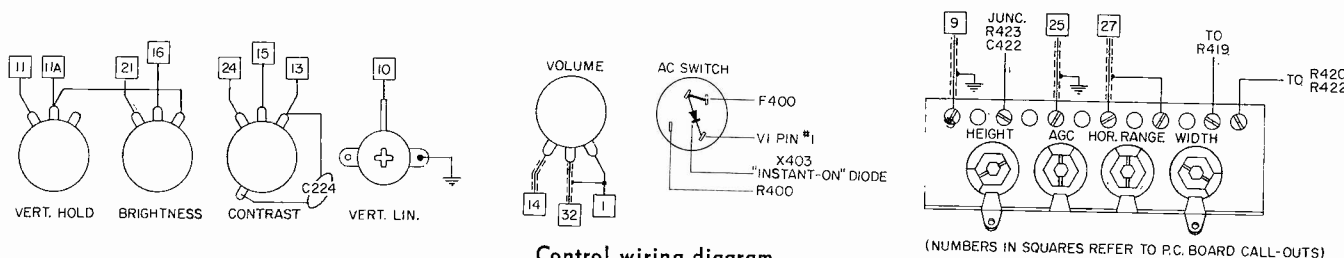 11
11A
21
16
24
15
13
10
C224
VERT. HOLD
BRIGHTNESS
CONTRAST
VERT. LIN.
VOLUME
14
32
1
AC SWITCH
F400
V1 PIN #1
X403
"INSTANT-ON" DIODE
R400
Control wiring diagram
9
JUNC.
R423
C422
25
27
TO
R419
TO R420
R422
HEIGHT
AGC
HOR. RANGE
WIDTH
(NUMBERS IN SQUARES REFER TO P.C. BOARD CALL-OUTS)